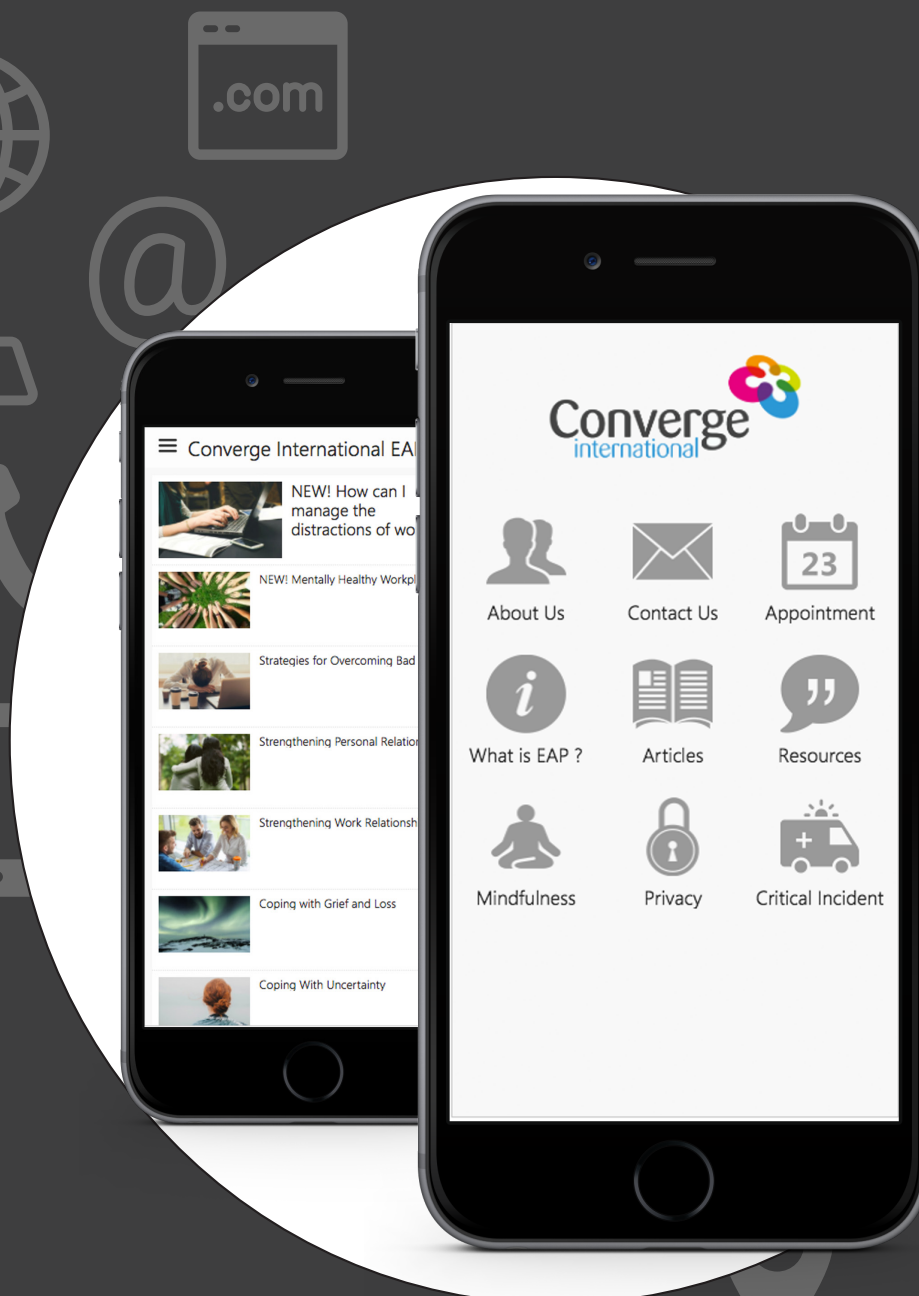 .com
@
Converge International EA
NEW! How can I
manage the
distractions of wo
NEW! Mentally Healthy Workpl
Strategies for Overcoming Bad
Strengthening Personal Relation
Strengthening Work Relationsh
Coping with Grief and Loss
Coping With Uncertainty
Converge
international
23
About Us
Contact Us
Appointment
i
What is EAP ?
Articles
Resources
Mindfulness
Privacy
Critical Incident